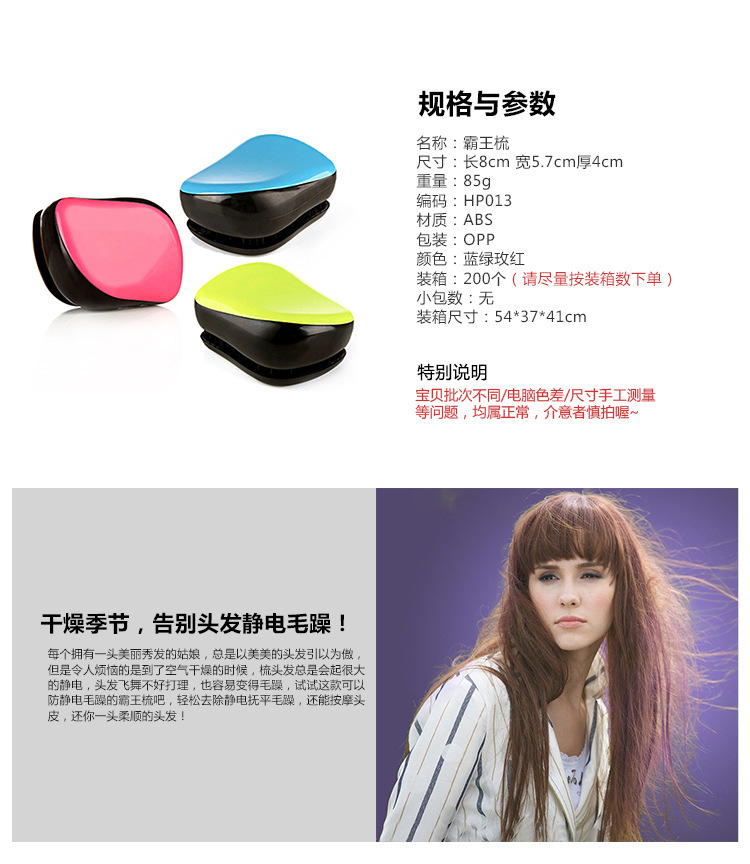 规格与参数
名称：霸王梳
尺寸：长8cm 宽5.7cm厚4cm
重量：85g
编码：HP013
材质：ABS
包装：OPP
颜色：蓝绿玫红
装箱：200个（请尽量按装箱数下单）
小包数：无
装箱尺寸：54*37*41cm
特别说明
宝贝批次不同/电脑色差/尺寸手工测量
等问题，均属正常，介意者慎拍喔~
干燥季节，告别头发静电毛躁！
每个拥有一头美丽秀发的姑娘，总是以美美的头发引以为傲，
但是令人烦恼的是到了空气干燥的时候，梳头发总是会起很大
的静电，头发飞舞不好打理，也容易变得毛躁，试试这款可以
防静电毛躁的霸王梳吧，轻松去除静电抚平毛躁，还能按摩头
皮，还你一头柔顺的头发！